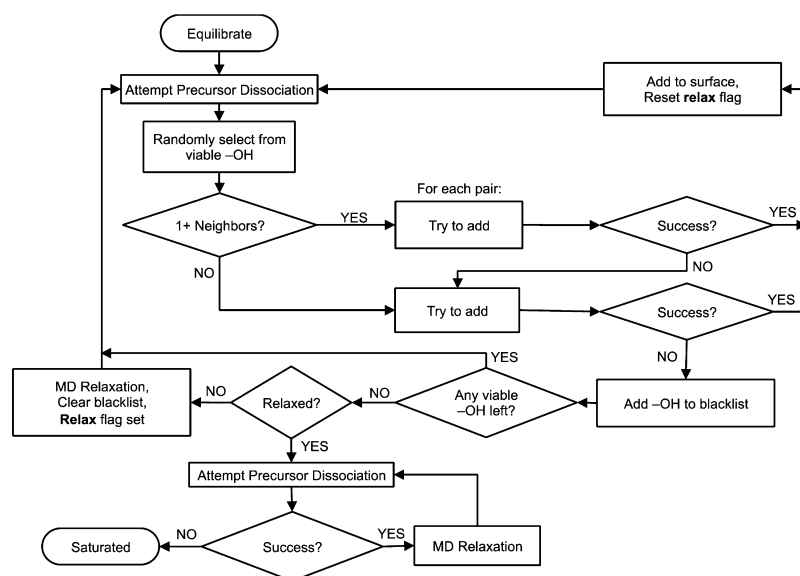 Equilibrate
Attempt Precursor Dissociation
Add to surface,
Reset relax flag
Randomly select from
viable –OH
For each pair:
1+ Neighbors?
YES
Try to add
Success?
YES
NO
NO
Try to add
Success?
YES
NO
YES
MD Relaxation,
Clear blacklist,
Relax flag set
NO
Relaxed?
NO
Any viable
–OH left?
Add –OH to blacklist
YES
Attempt Precursor Dissociation
Saturated
NO
Success?
YES
MD Relaxation